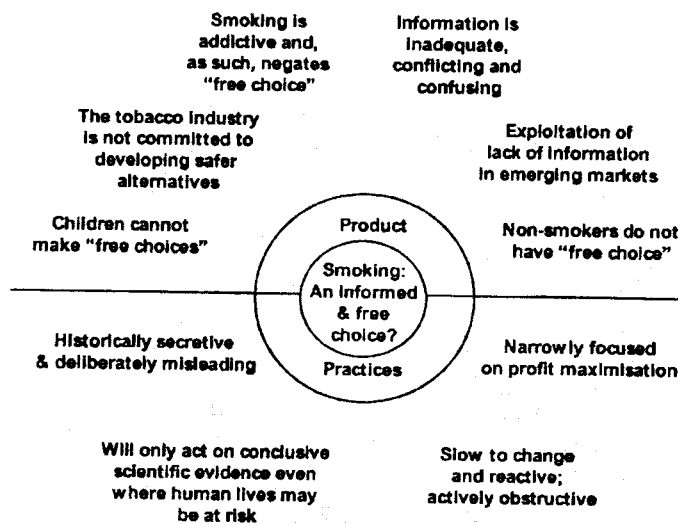 Smoking is
addictive and,
as such, negates
"free choice"
Information is
inadequate,
conflicting and
confusing
The tobacco industry
is not committed to
developing safer
alternatives
Exploitation of
lack of information
in emerging markets
Children cannot
make "free choices"
Product
Non-smokers do not
have "free choice"
Smoking:
An informed
& free
choice?
Historically secretive
& deliberately misleading
Practices
Narrowly focused
on profit maximisation
Will only act on conclusive
scientific evidence even
where human lives may
be at risk
Slow to change
and reactive;
actively obstructive